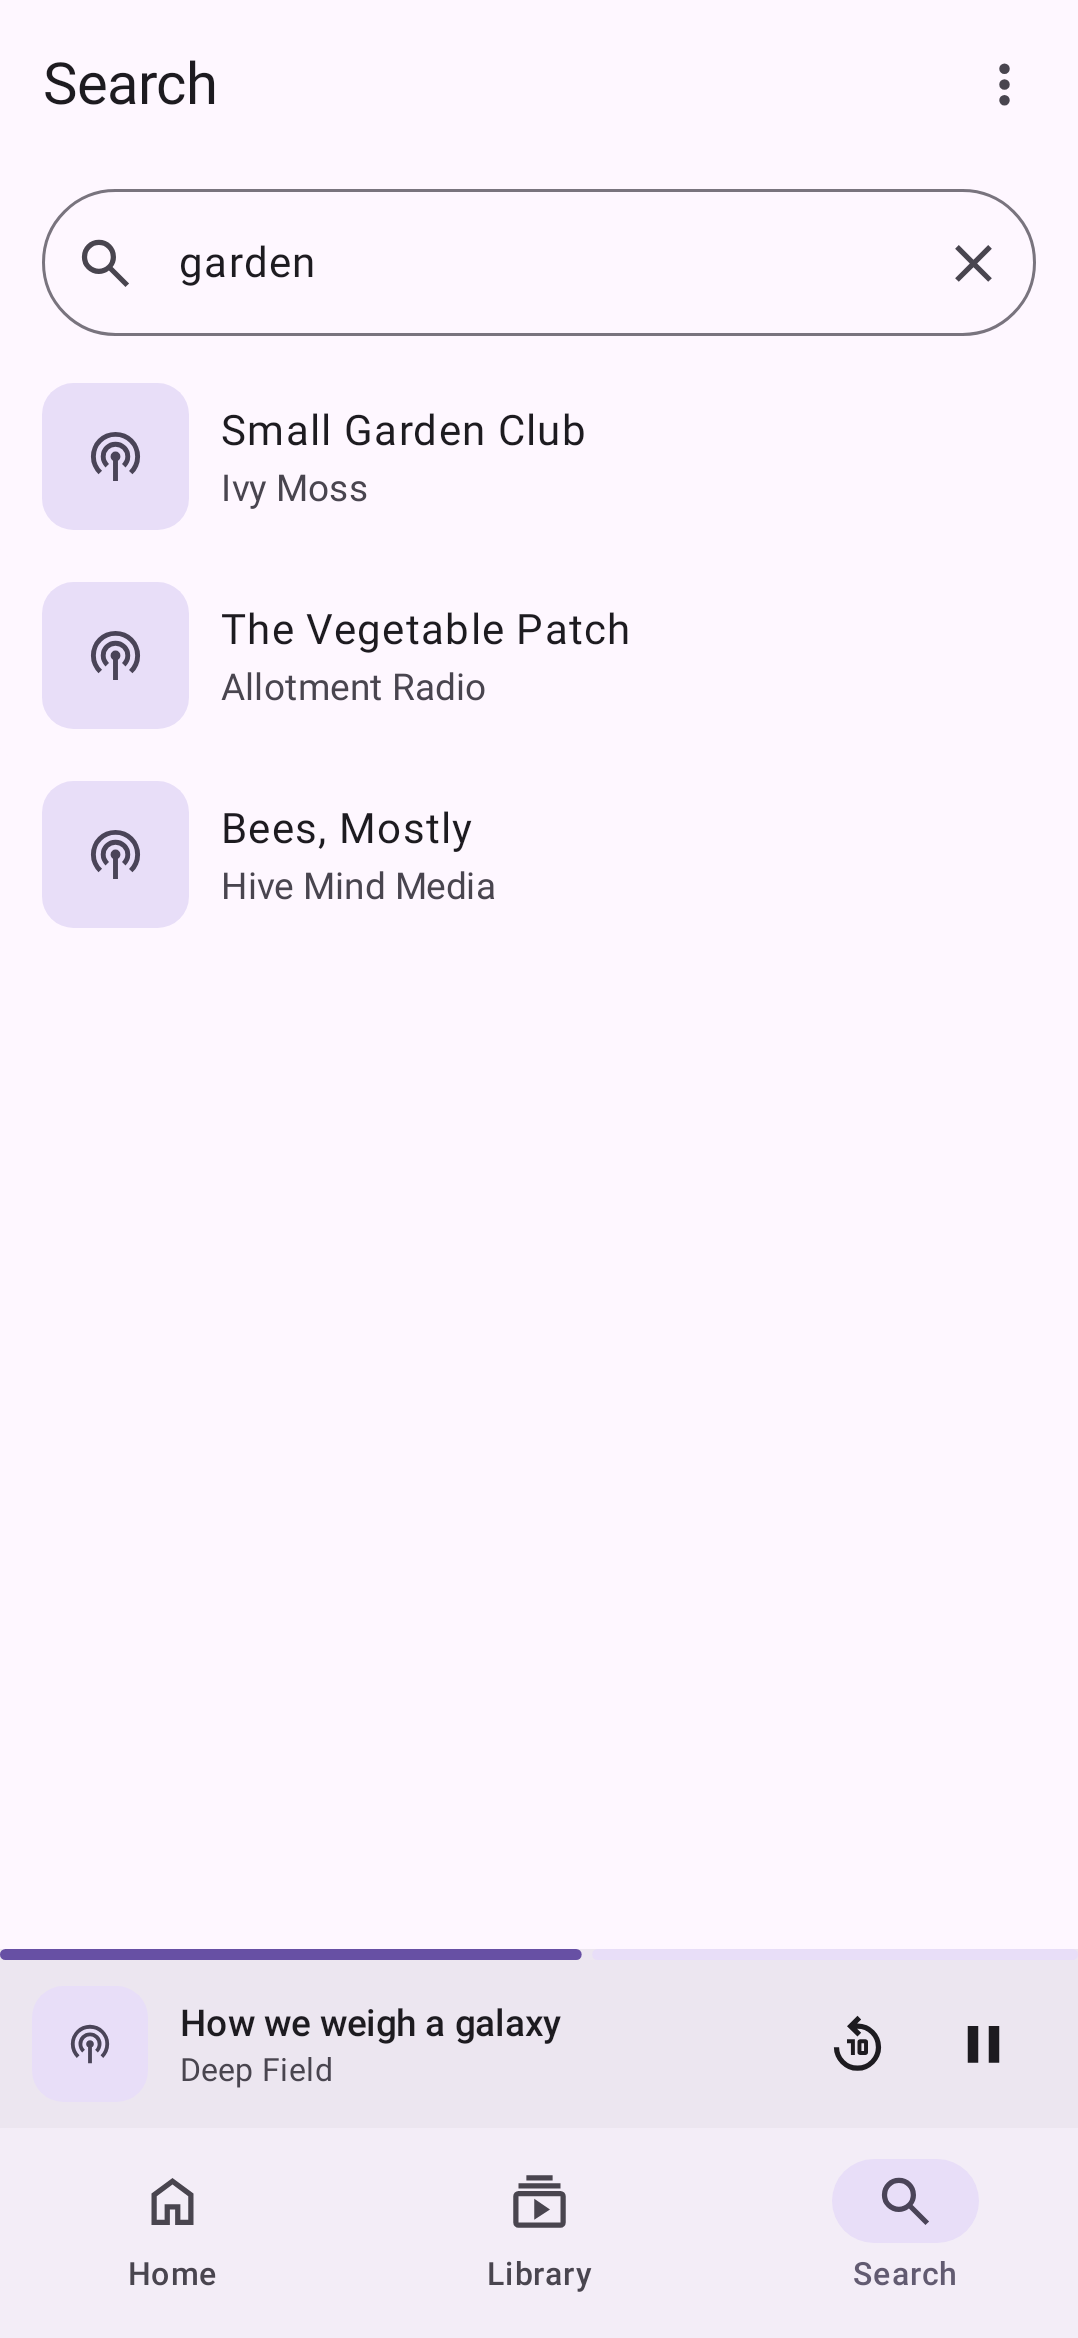 Search
garden
Small Garden Club
Ivy Moss
The Vegetable Patch
Allotment Radio
Bees, Mostly
Hive Mind Media
How we weigh a galaxy
Deep Field
10
Home
Library
Search